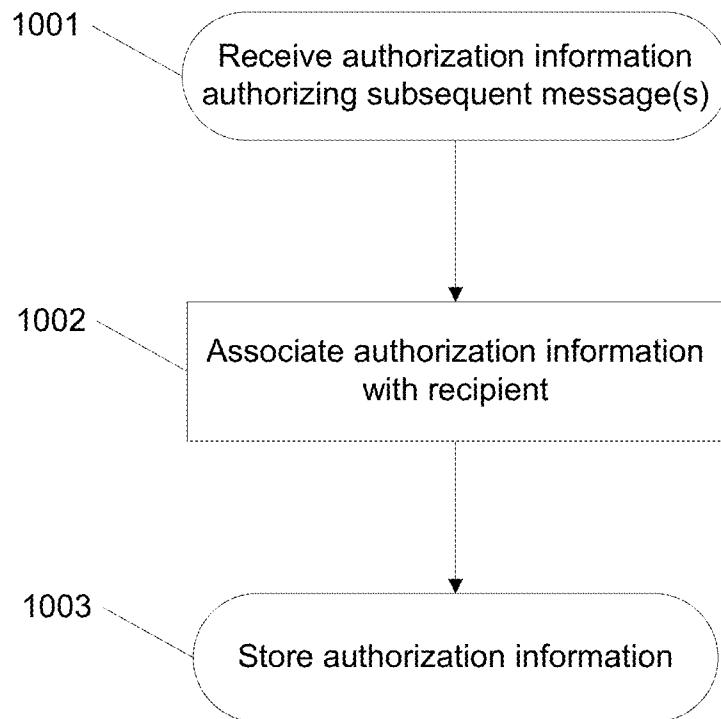 1001
Receive authorization information
authorizing subsequent message(s)
1002
Associate authorization information
with recipient
1003
Store authorization information